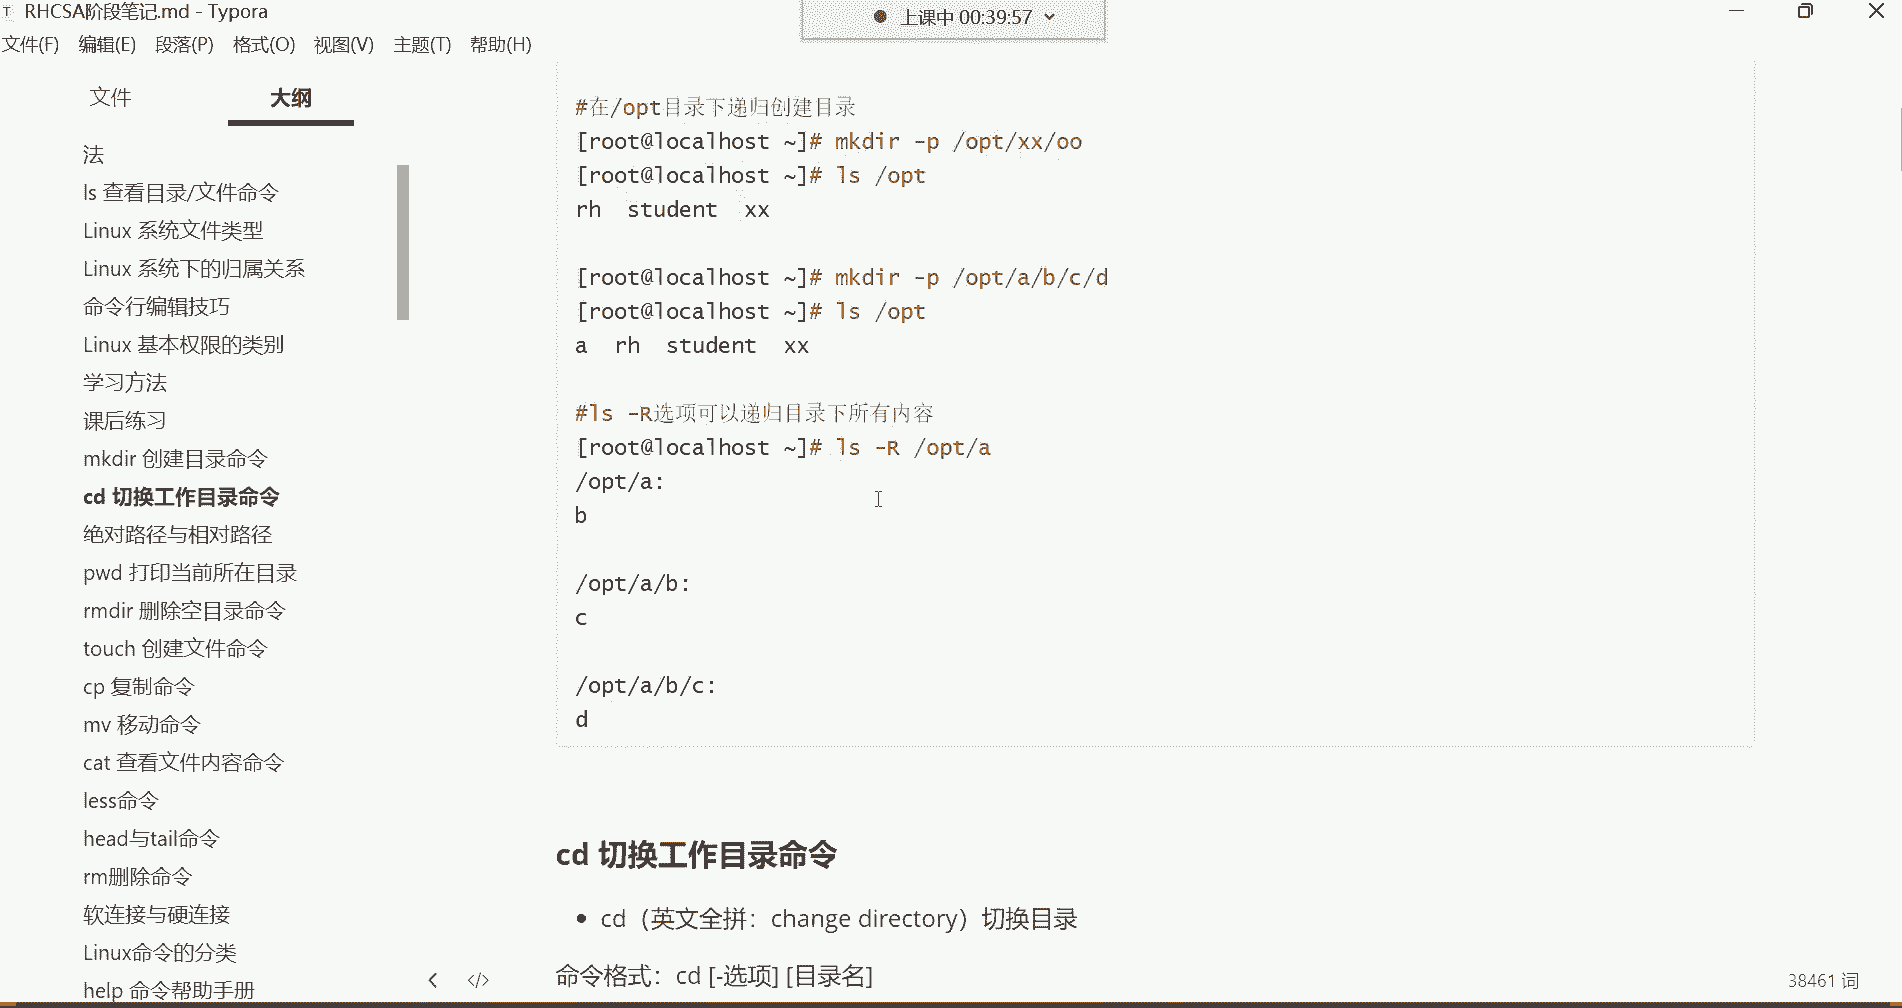 RHCSA阶段笔记.md - Typora
上课中 00:39:57
文件(F) 编辑(E) 段落(P) 格式(O) 视图(V) 主题(T) 帮助(H)
文件 大纲
法
ls 查看目录/文件命令
Linux 系统文件类型
Linux 系统下的归属关系
命令行编辑技巧
Linux 基本权限的类别
学习方法
课后练习
mkdir 创建目录命令
cd 切换工作目录命令
绝对路径与相对路径
pwd 打印当前所在目录
rmdir 删除空目录命令
touch 创建文件命令
cp 复制命令
mv 移动命令
cat 查看文件内容命令
less命令
head与tail命令
rm删除命令
软连接与硬连接
Linux命令的分类
help 命令帮助手册
#在/opt目录下递归创建目录
[root@localhost ~]# mkdir -p /opt/xx/oo
[root@localhost ~]# ls /opt
rh student xx
[root@localhost ~]# mkdir -p /opt/a/b/c/d
[root@localhost ~]# ls /opt
a rh student xx
#ls -R选项可以递归目录下所有内容
[root@localhost ~]# ls -R /opt/a
/opt/a:
b
/opt/a/b:
c
/opt/a/b/c:
d
cd 切换工作目录命令
cd（英文全拼：change directory）切换目录
命令格式：cd [-选项] [目录名]
38461 词